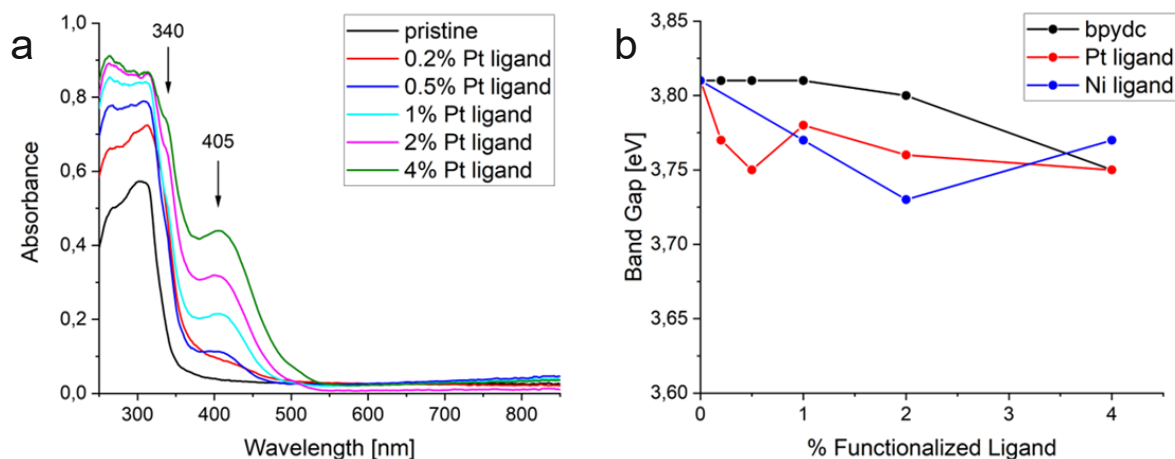 a
340
405
pristine
0.2% Pt ligand
0.5% Pt ligand
1% Pt ligand
2% Pt ligand
4% Pt ligand
1,0
0,8
0,6
0,4
0,2
0,0
Absorbance
300
400
500
600
700
800
Wavelength [nm]
b
bpydc
Pt ligand
Ni ligand
3,80
3,75
3,70
3,65
3,60
Band Gap [eV]
0
1
2
3
4
% Functionalized Ligand